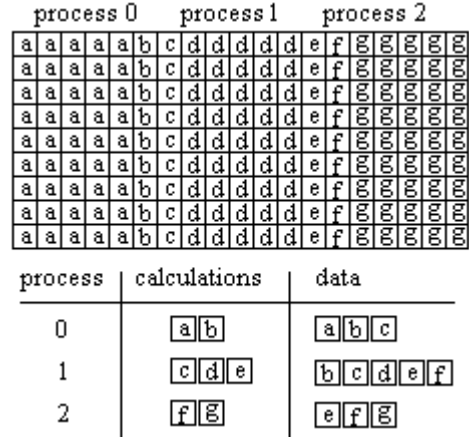 process 0 process 1 process 2
a a a a a b c d d d d d e f g g g g g
a a a a a b c d d d d d e f g g g g g
a a a a a b c d d d d d e f g g g g g
a a a a a b c d d d d d e f g g g g g
a a a a a b c d d d d d e f g g g g g
a a a a a b c d d d d d e f g g g g g
a a a a a b c d d d d d e f g g g g g
a a a a a b c d d d d d e f g g g g g
a a a a a b c d d d d d e f g g g g g
process calculations data
0 a b a b c
1 c d e b c d e f
2 f g e f g